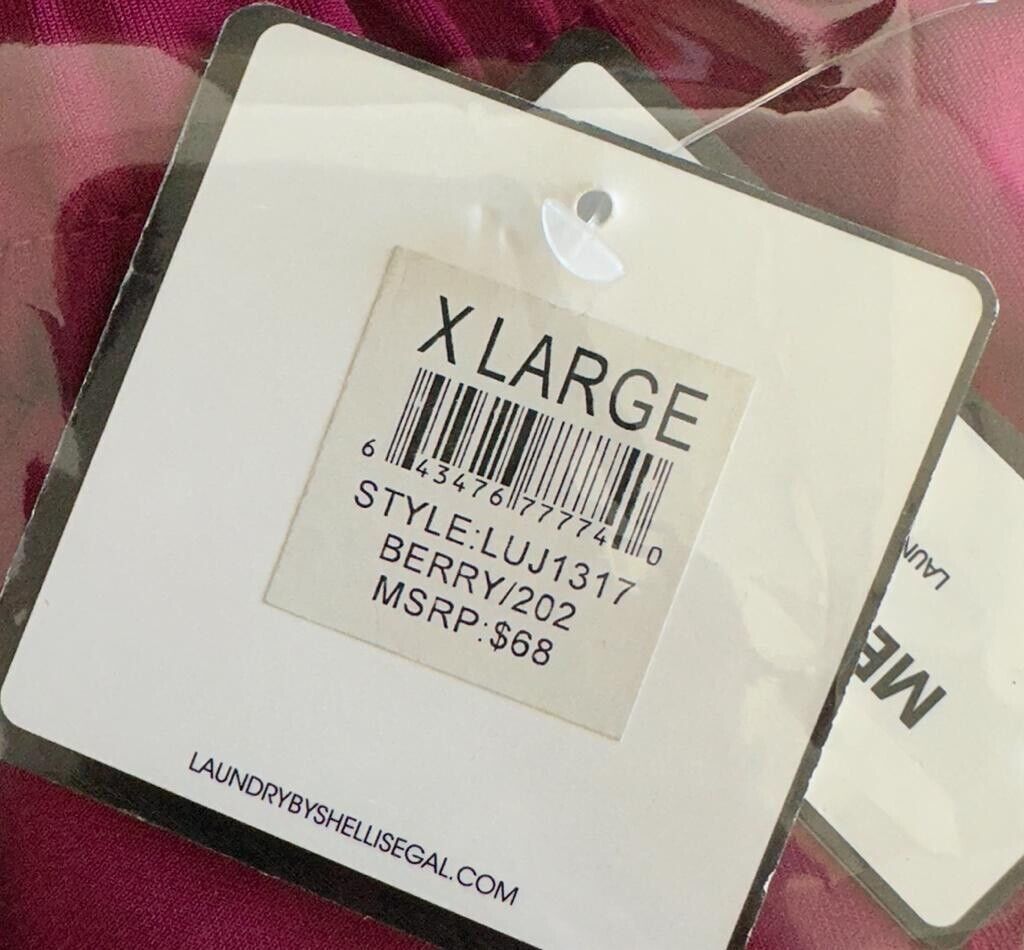 X LARGE
6 43476 77774 0
STYLE:LUJ1317
BERRY/202
MSRP:$68
LAUNDRYBYSHELLISEGAL.COM